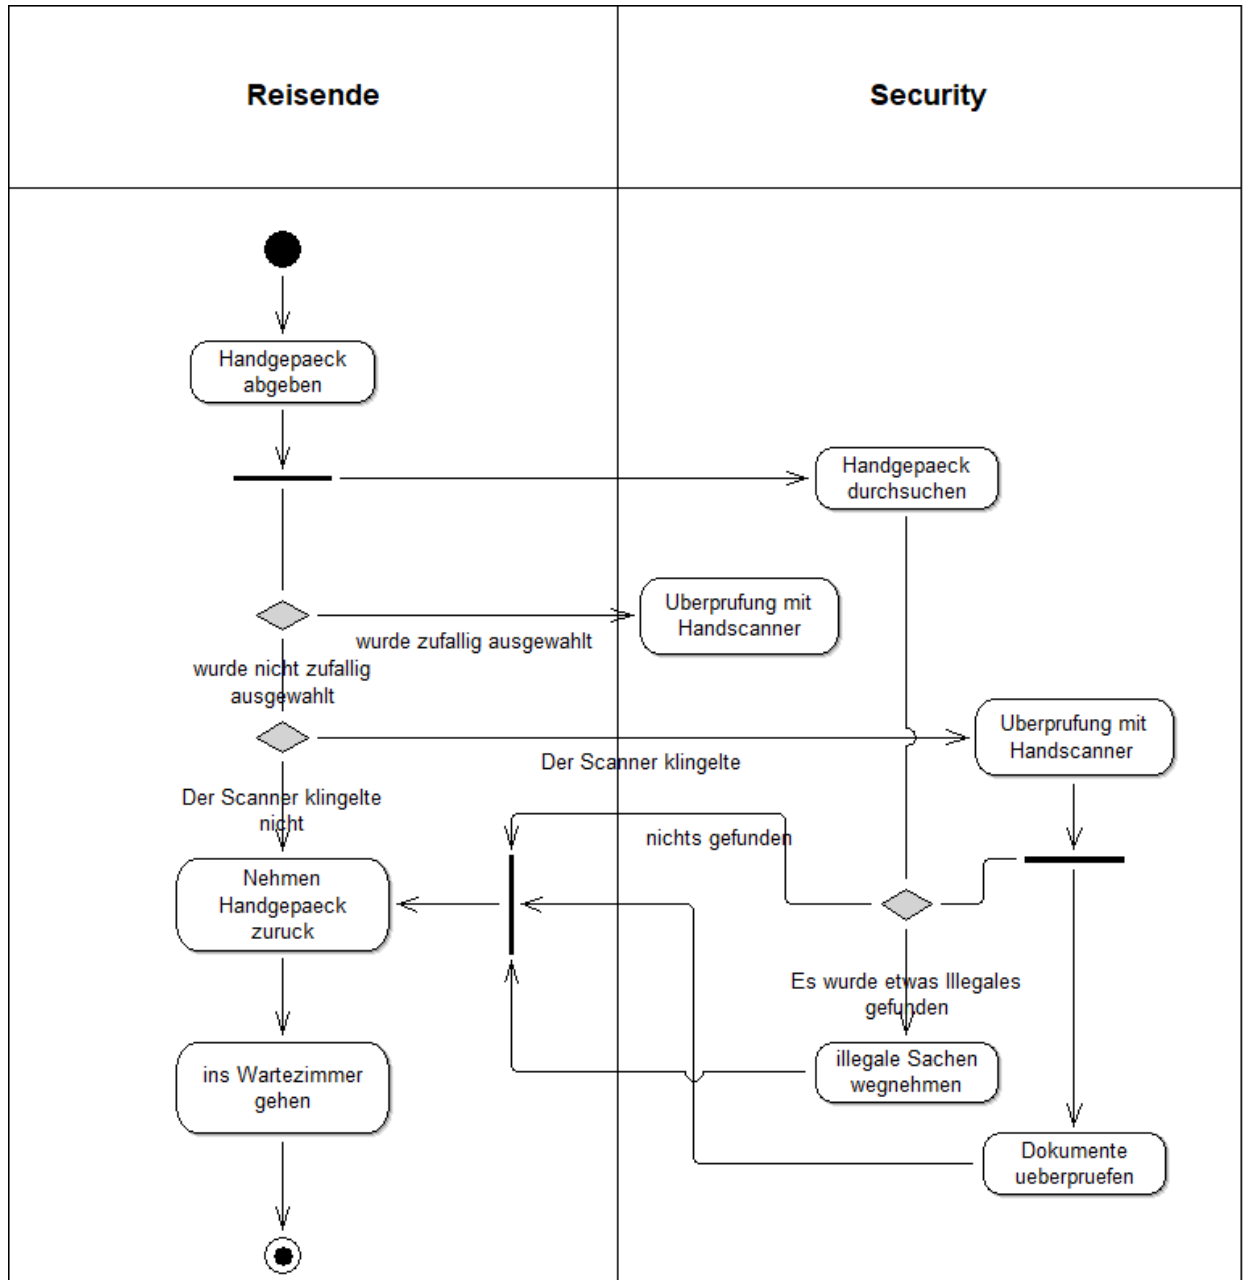 Reisende
Security
Handgepaeck
abgeben
Handgepaeck
durchsuchen
Uberprufung mit
Handscanner
wurde zufallig ausgewahlt
wurde nicht zufallig
ausgewahlt
Uberprufung mit
Handscanner
Der Scanner klingelte
Der Scanner klingelte
nicht
nichts gefunden
Nehmen
Handgepaeck
zuruck
Es wurde etwas Illegales
gefunden
ins Wartezimmer
gehen
illegale Sachen
wegnehmen
Dokumente
ueberpruefen